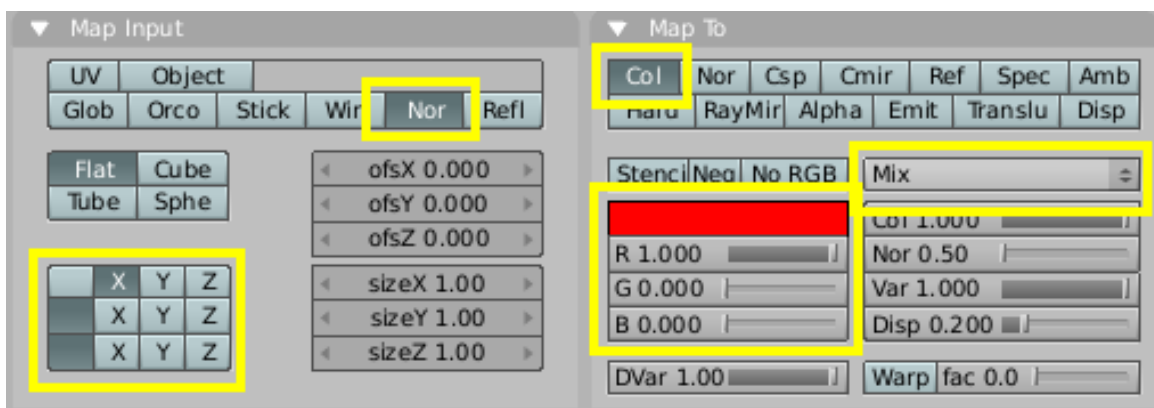 Map Input
UV Object
Glob Orco Stick Win Nor Refl
Flat Cube
Tube Sphe
ofsX 0.000
ofsY 0.000
ofsZ 0.000
X Y Z
X Y Z
X Y Z
sizeX 1.00
sizeY 1.00
sizeZ 1.00
Map To
Col Nor Csp Cmir Ref Spec Amb
Hard RayMir Alpha Emit Translu Disp
Stencil Neg No RGB
Mix
R 1.000
G 0.000
B 0.000
Col 1.000
Nor 0.50
Var 1.000
Disp 0.200
DVar 1.00
Warp fac 0.0